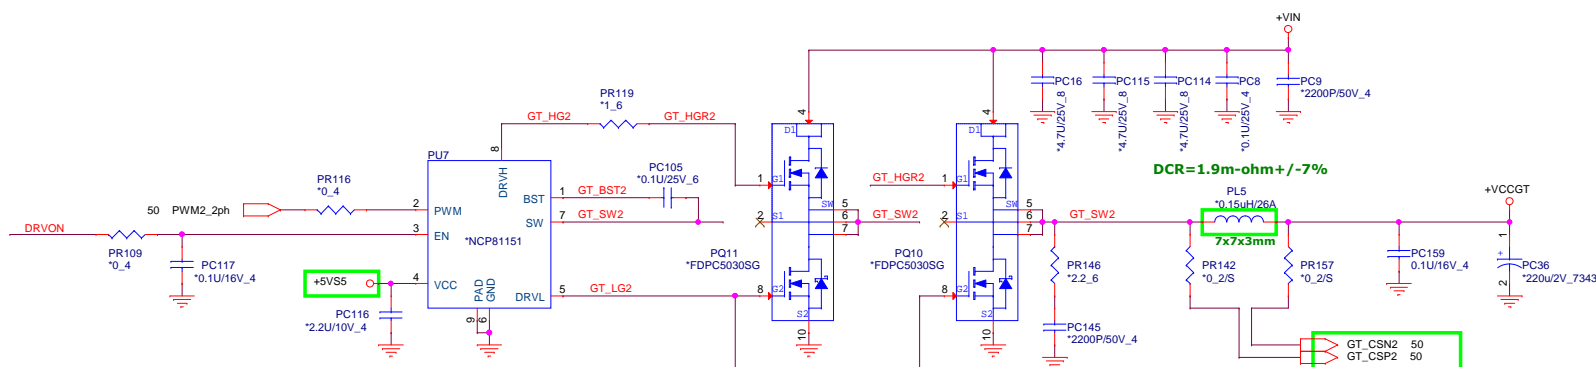 +VIN
PC16
*4.7U/25V_8
PC115
*4.7U/25V_8
PC114
*4.7U/25V_8
PC8
*0.1U/25V_4
PC9
*2200P/50V_4
PR119
*1_6
GT_HG2
GT_HGR2
4
D1
1
G1
2
S1
SW
5
6
7
GT_SW2
PQ11
*FDPC5030SG
8
G2
S2
10
GT_HGR2
4
D1
1
G1
2
S1
SW
5
6
7
GT_SW2
PQ10
*FDPC5030SG
8
G2
S2
10
DCR=1.9m-ohm+/-7%
PL5
*0.15uH/26A
7x7x3mm
+VCCGT
PU7
8
DRVH
1
BST
GT_BST2
PC105
*0.1U/25V_6
7
SW
GT_SW2
2
PWM
3
EN
*NCP81151
4
VCC
PAD
GND
9
6
DRVL
5
GT_LG2
PR116
*0_4
50 PWM2_2ph
DRVON
PR109
*0_4
PC117
*0.1U/16V_4
+5VS5
PC116
*2.2U/10V_4
PR146
*2.2_6
PC145
*2200P/50V_4
PR142
*0_2/S
PR157
*0_2/S
PC159
0.1U/16V_4
+
1
2
PC36
*220u/2V_7343
GT_CSN2 50
GT_CSP2 50